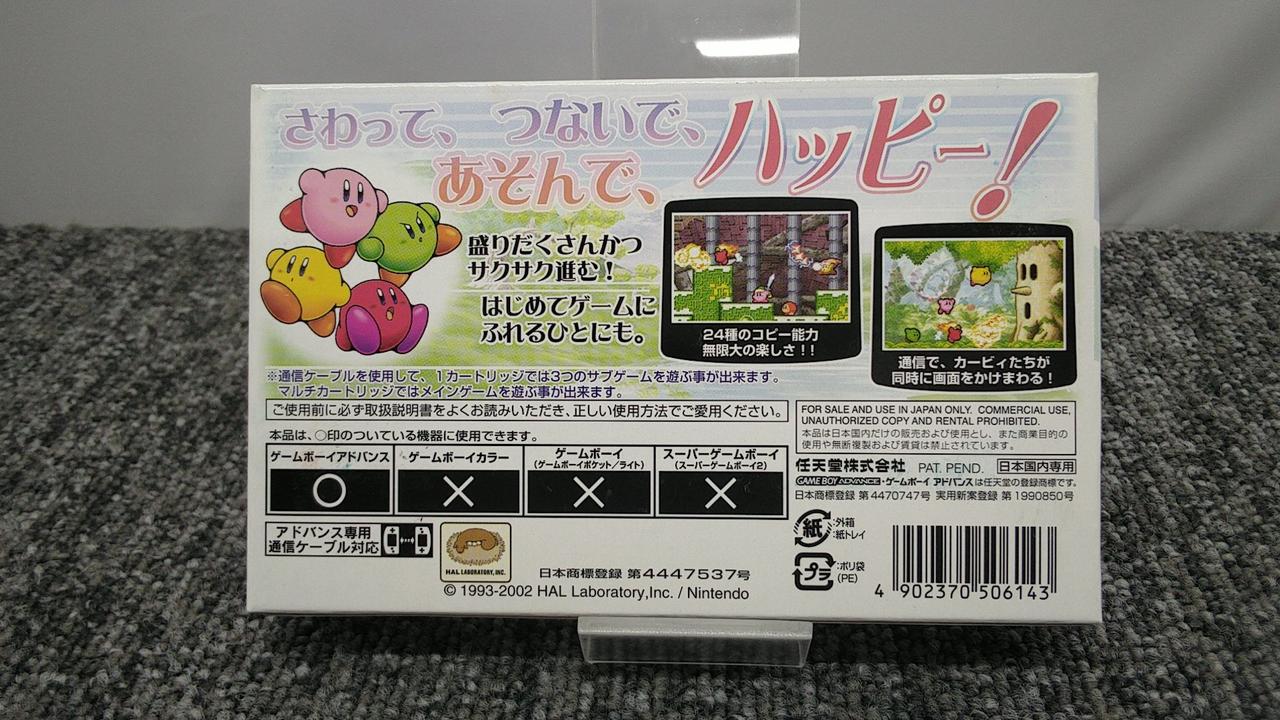 さわって、つないで、
あそんで、
ハッピー!
盛りだくさんかつ
サクサク進む!
はじめてゲームに
ふれるひとにも。
24種のコピー能力
無限大の楽しさ!!
通信で、カービィたちが
同時に画面をかけまわる!
※通信ケーブルを使用して、1カートリッジでは3つのサブゲームを遊ぶ事が出来ます。
マルチカートリッジではメインゲームを遊ぶ事が出来ます。
ご使用前に必ず取扱説明書をよくお読みいただき、正しい使用方法でご愛用ください。
本品は、○印のついている機器に使用できます。
ゲームボーイアドバンス ゲームボーイカラー ゲームボーイ スーパーゲームボーイ
(ゲームボーイポケット/ライト) (スーパーゲームボーイ2)
○ × × ×
アドバンス専用
通信ケーブル対応
HAL LABORATORY, INC.
日本商標登録 第4447537号
© 1993-2002 HAL Laboratory,Inc. / Nintendo
FOR SALE AND USE IN JAPAN ONLY. COMMERCIAL USE,
UNAUTHORIZED COPY AND RENTAL PROHIBITED.
本品は日本国内だけの販売および使用とし、また商業目的の
使用や無断複製および賃貸は禁止されています。
任天堂株式会社 PAT. PEND. 日本国内専用
GAME BOY ADVANCE・ゲームボーイ アドバンスは任天堂の登録商標です。
日本商標登録 第4470747号 実用新案登録 第1990850号
紙 :外箱
:紙トレイ
プラ :ポリ袋
(PE)
4 902370 506143